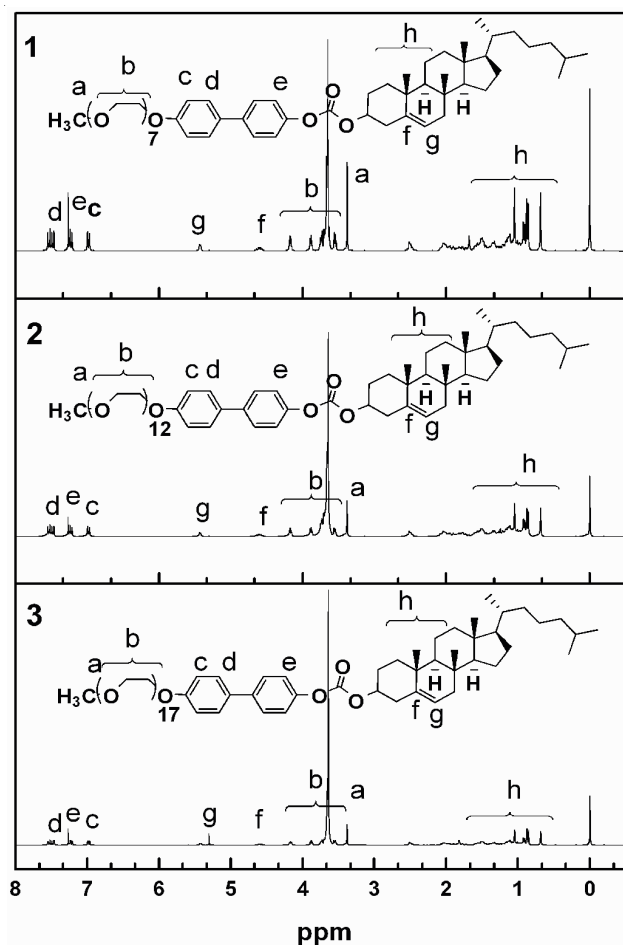 1
h
a b c d e
H₃C(O O)7 O O O
H H
f g
h
d e c g f b a
2
h
a b c d e
H₃C(O O)12 O O O
H H
f g
h
d e c g f b a
3
h
a b c d e
H₃C(O O)17 O O O
H H
f g
h
d e c g f b a
8 7 6 5 4 3 2 1 0
ppm